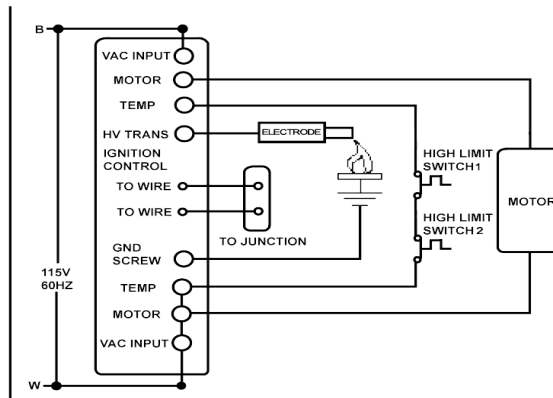 B
VAC INPUT
MOTOR
TEMP
HV TRANS
ELECTRODE
IGNITION
CONTROL
TO WIRE
TO WIRE
TO JUNCTION
GND
SCREW
TEMP
MOTOR
VAC INPUT
115V
60HZ
W
HIGH LIMIT
SWITCH1
HIGH LIMIT
SWITCH 2
MOTOR